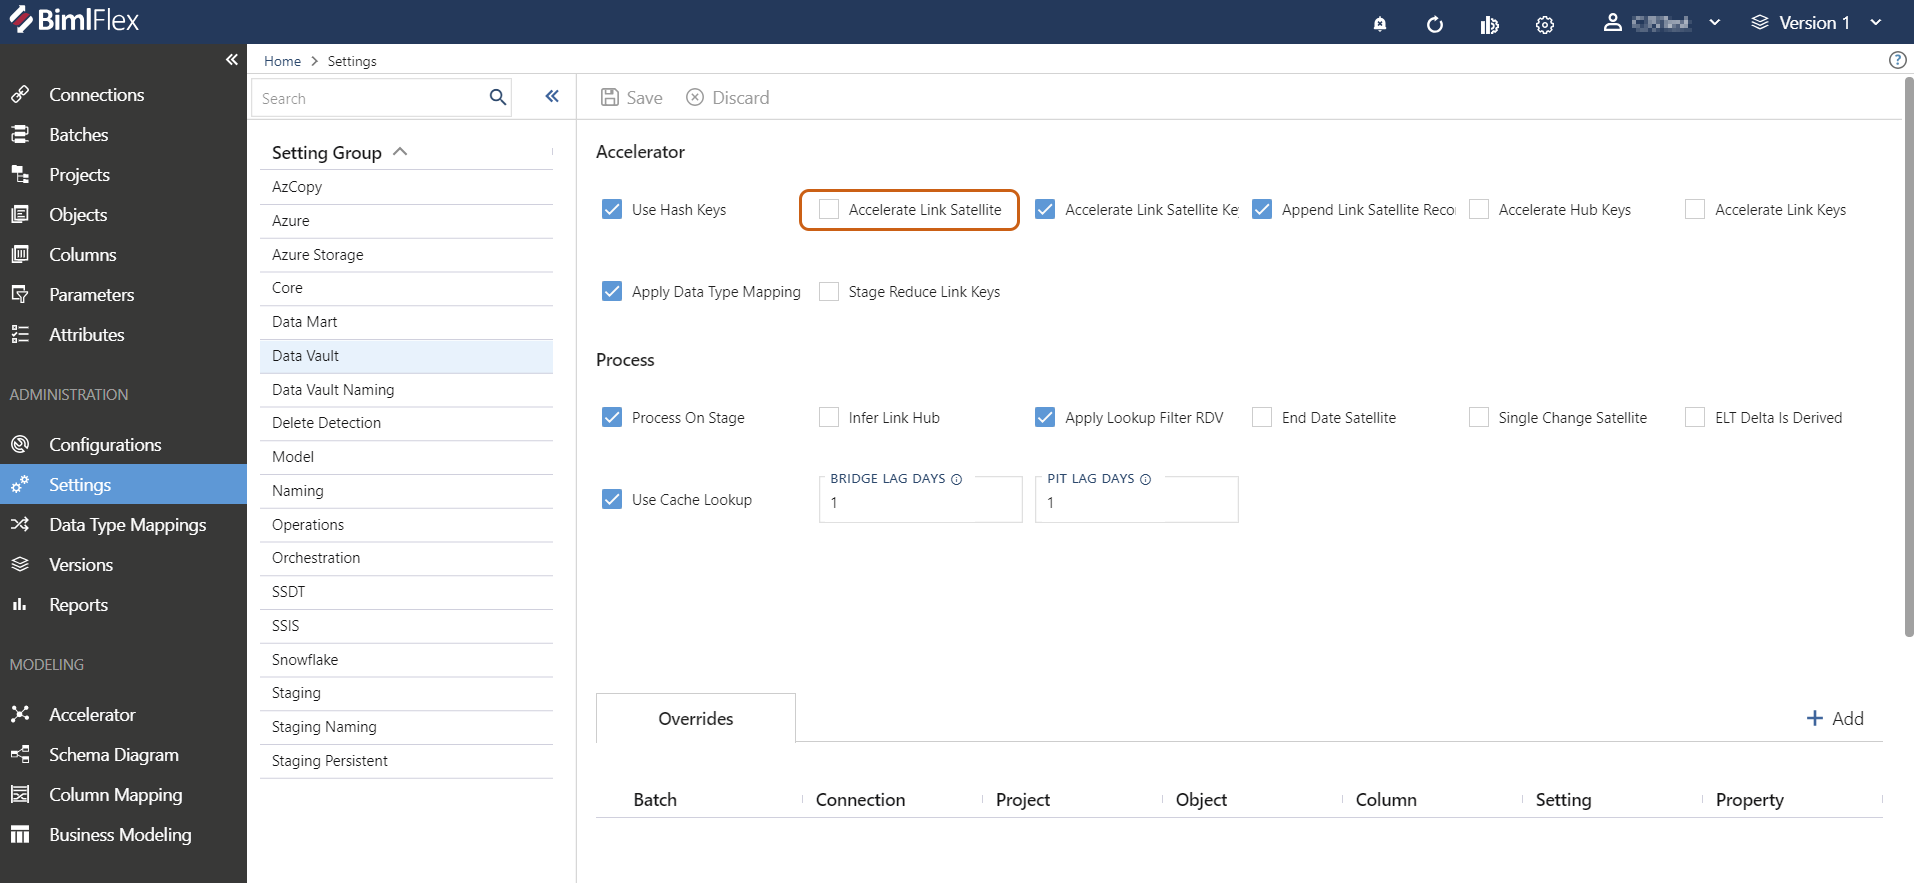 BimlFlex
Version 1
Home > Settings
Search
Save
Discard
Connections
Batches
Projects
Objects
Columns
Parameters
Attributes
ADMINISTRATION
Configurations
Settings
Data Type Mappings
Versions
Reports
MODELING
Accelerator
Schema Diagram
Column Mapping
Business Modeling
Setting Group
AzCopy
Azure
Azure Storage
Core
Data Mart
Data Vault
Data Vault Naming
Delete Detection
Model
Naming
Operations
Orchestration
SSDT
SSIS
Snowflake
Staging
Staging Naming
Staging Persistent
Accelerator
Use Hash Keys
Accelerate Link Satellite
Accelerate Link Satellite Ke
Append Link Satellite Reco
Accelerate Hub Keys
Accelerate Link Keys
Apply Data Type Mapping
Stage Reduce Link Keys
Process
Process On Stage
Infer Link Hub
Apply Lookup Filter RDV
End Date Satellite
Single Change Satellite
ELT Delta Is Derived
Use Cache Lookup
BRIDGE LAG DAYS
1
PIT LAG DAYS
1
Overrides
+ Add
Batch
Connection
Project
Object
Column
Setting
Property